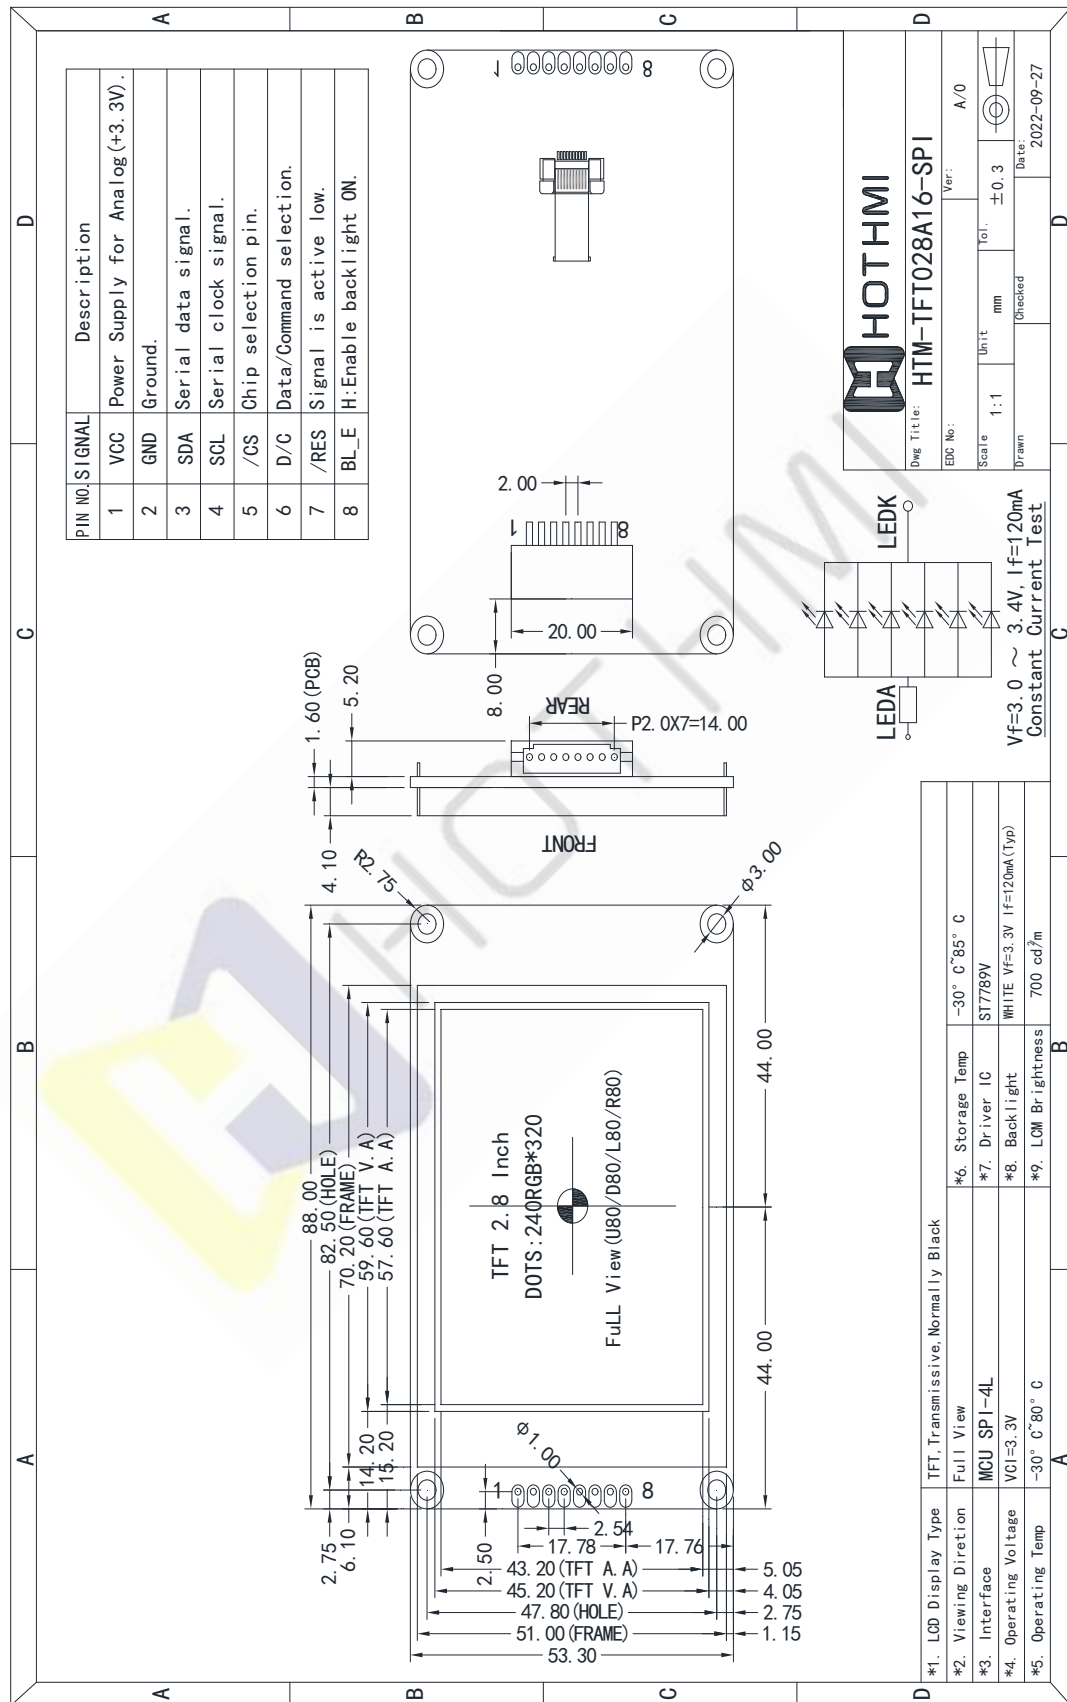 A
B
C
D
PIN NO.
SIGNAL
Description
1
VCC
Power Supply for Analog(+3.3V).
2
GND
Ground.
3
SDA
Serial data signal.
4
SCL
Serial clock signal.
5
/CS
Chip selection pin.
6
D/C
Data/Command selection.
7
/RES
Signal is active low.
8
BL_E
H:Enable backlight ON.
88.00
82.50(HOLE)
70.20(FRAME)
59.60(TFT V.A)
57.60(TFT A.A)
2.75
6.10
14.20
15.20
R2.75
φ3.00
φ1.00
1
8
TFT 2.8 Inch
DOTS:240RGB*320
FuLL View(U80/D80/L80/R80)
44.00
44.00
2.50
2.54
17.78
17.76
43.20(TFT A.A)
5.05
45.20(TFT V.A)
4.05
47.80(HOLE)
2.75
51.00(FRAME)
1.15
53.30
4.10
1.60(PCB)
5.20
FRONT
REAR
P2.0X7=14.00
8.00
20.00
2.00
1
8
1
8
LEDA
LEDK
Vf=3.0 ~ 3.4V, If=120mA
Constant Current Test
*1. LCD Display Type
TFT,Transmissive,Normally Black
*2. Viewing Diretion
Full View
*3. Interface
MCU SPI-4L
*4. Operating Voltage
VCI=3.3V
*5. Operating Temp
-30° C~80° C
*6. Storage Temp
-30° C~85° C
*7. Driver IC
ST7789V
*8. Backlight
WHITE Vf=3.3V If=120mA(Typ)
*9. LCM Brightness
700 cd/m²
HOTHMI
Dwg Title:
HTM-TFT028A16-SPI
EDC No:
Ver:
A/0
Scale
1:1
Unit
mm
Tol.
±0.3
Drawn
Checked
Date:
2022-09-27
A
B
C
D
A
B
C
D
A
B
C
D
HOTHMI